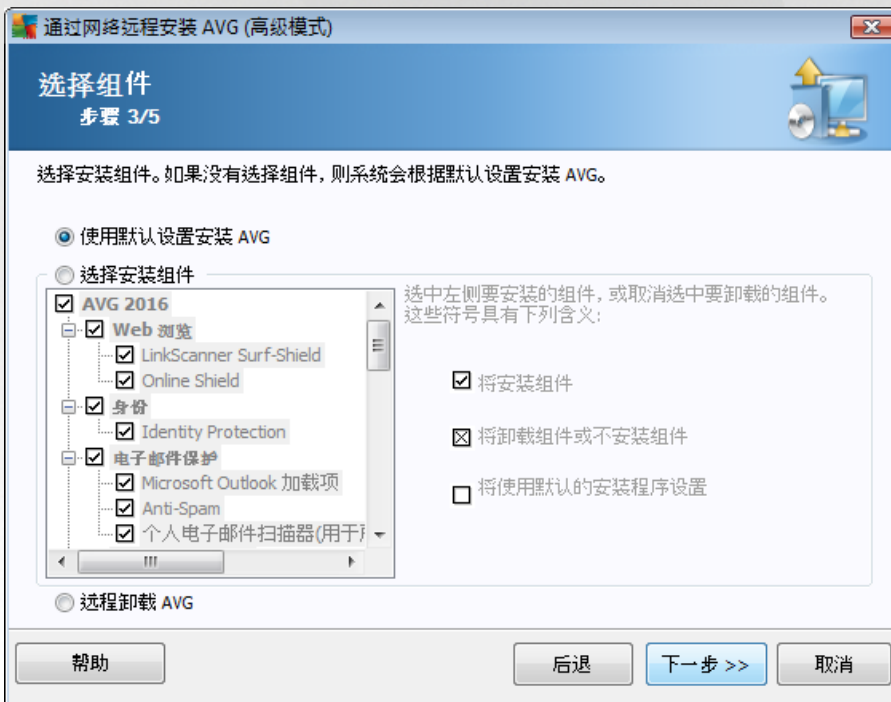 通过网络远程安装 AVG (高级模式)
选择组件
步骤 3/5
选择安装组件。如果没有选择组件，则系统会根据默认设置安装 AVG。
使用默认设置安装 AVG
选择安装组件
AVG 2016
Web 浏览
LinkScanner Surf-Shield
Online Shield
身份
Identity Protection
电子邮件保护
Microsoft Outlook 加载项
Anti-Spam
个人电子邮件扫描器(用于
选中左侧要安装的组件，或取消选中要卸载的组件。
这些符号具有下列含义:
将安装组件
将卸载组件或不安装组件
将使用默认的安装程序设置
远程卸载 AVG
帮助
后退
下一步 >>
取消